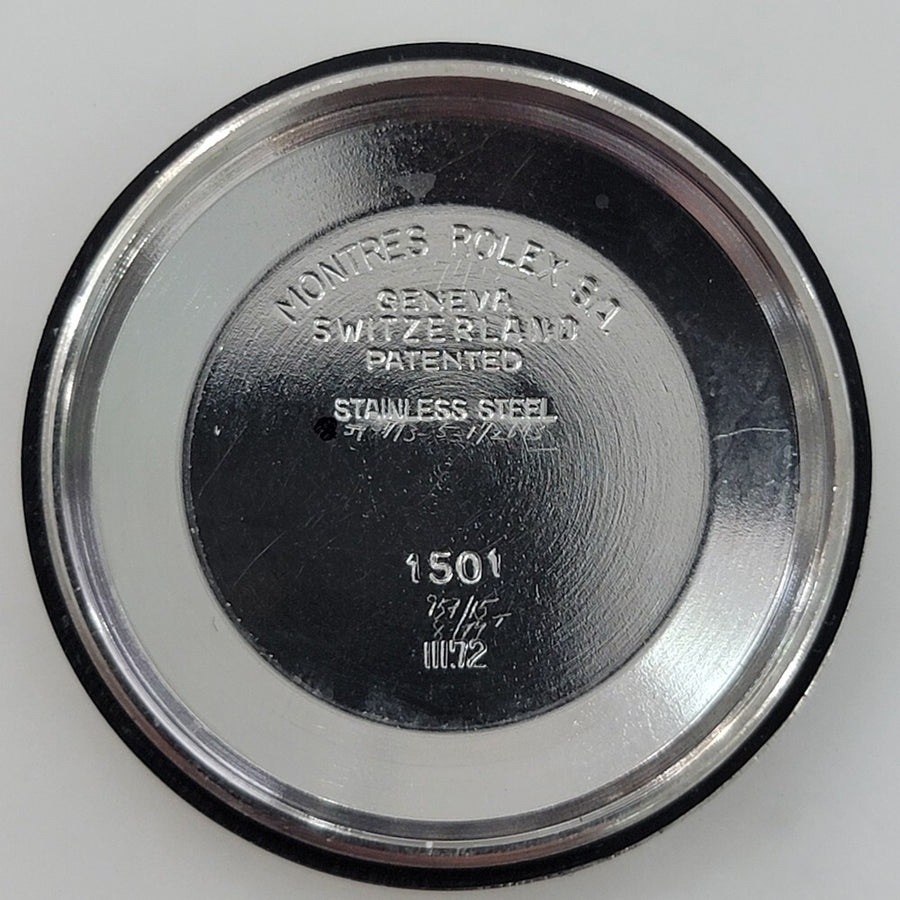 MONTRES ROLEX S.A.
GENEVA
SWITZERLAND
PATENTED
STAINLESS STEEL
1501
III.72